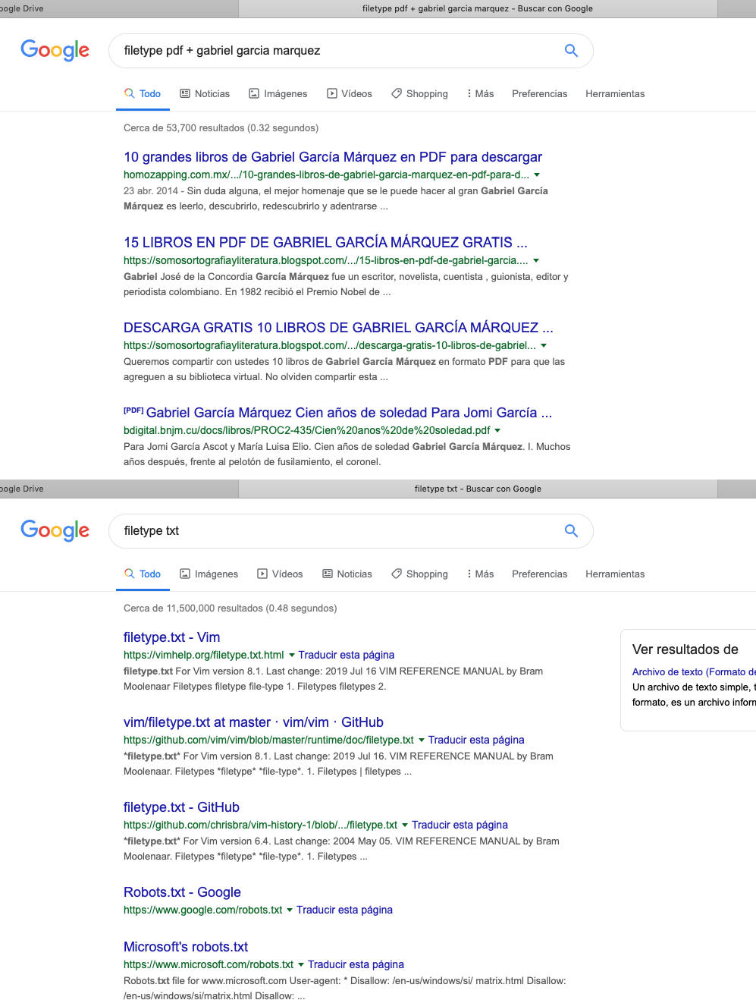 oogle Drive
filetype pdf + gabriel garcia marquez - Buscar con Google
Google
filetype pdf + gabriel garcia marquez
Todo Noticias Imágenes Vídeos Shopping Más Preferencias Herramientas
Cerca de 53,700 resultados (0.32 segundos)
10 grandes libros de Gabriel García Márquez en PDF para descargar
homozapping.com.mx/.../10-grandes-libros-de-gabriel-garcia-marquez-en-pdf-para-d...
23 abr. 2014 - Sin duda alguna, el mejor homenaje que se le puede hacer al gran Gabriel García
Márquez es leerlo, descubrirlo, redescubrirlo y adentrarse ...
15 LIBROS EN PDF DE GABRIEL GARCÍA MÁRQUEZ GRATIS ...
https://somosortografiayliteratura.blogspot.com/.../15-libros-en-pdf-de-gabriel-garcia....
Gabriel José de la Concordia García Márquez fue un escritor, novelista, cuentista , guionista, editor y
periodista colombiano. En 1982 recibió el Premio Nobel de ...
DESCARGA GRATIS 10 LIBROS DE GABRIEL GARCÍA MÁRQUEZ ...
https://somosortografiayliteratura.blogspot.com/.../descarga-gratis-10-libros-de-gabriel...
Queremos compartir con ustedes 10 libros de Gabriel García Márquez en formato PDF para que las
agreguen a su biblioteca virtual. No olviden compartir esta ...
[PDF] Gabriel García Márquez Cien años de soledad Para Jomi García ...
bdigital.bnjm.cu/docs/libros/PROC2-435/Cien%20anos%20de%20soledad.pdf
Para Jomi García Ascot y María Luisa Elio. Cien años de soledad Gabriel García Márquez. I. Muchos
años después, frente al pelotón de fusilamiento, el coronel.
oogle Drive
filetype txt - Buscar con Google
Google
filetype txt
Todo Imágenes Vídeos Noticias Shopping Más Preferencias Herramientas
Cerca de 11,500,000 resultados (0.48 segundos)
filetype.txt - Vim
https://vimhelp.org/filetype.txt.html Traducir esta página
filetype.txt For Vim version 8.1. Last change: 2019 Jul 16 VIM REFERENCE MANUAL by Bram
Moolenaar Filetypes filetype file-type 1. Filetypes filetypes 2.
Ver resultados de
Archivo de texto (Formato de
Un archivo de texto simple, t
formato, es un archivo inform
vim/filetype.txt at master · vim/vim · GitHub
https://github.com/vim/vim/blob/master/runtime/doc/filetype.txt Traducir esta página
*filetype.txt* For Vim version 8.1. Last change: 2019 Jul 16. VIM REFERENCE MANUAL by Bram
Moolenaar. Filetypes *filetype* *file-type*. 1. Filetypes | filetypes ...
filetype.txt - GitHub
https://github.com/chrisbra/vim-history-1/blob/.../filetype.txt Traducir esta página
*filetype.txt* For Vim version 6.4. Last change: 2004 May 05. VIM REFERENCE MANUAL by Bram
Moolenaar. Filetypes *filetype* *file-type*. 1. Filetypes ...
Robots.txt - Google
https://www.google.com/robots.txt Traducir esta página
Microsoft's robots.txt
https://www.microsoft.com/robots.txt Traducir esta página
Robots.txt file for www.microsoft.com User-agent: * Disallow: /en-us/windows/si/ matrix.html Disallow:
/en-us/windows/si/matrix.html Disallow: ...